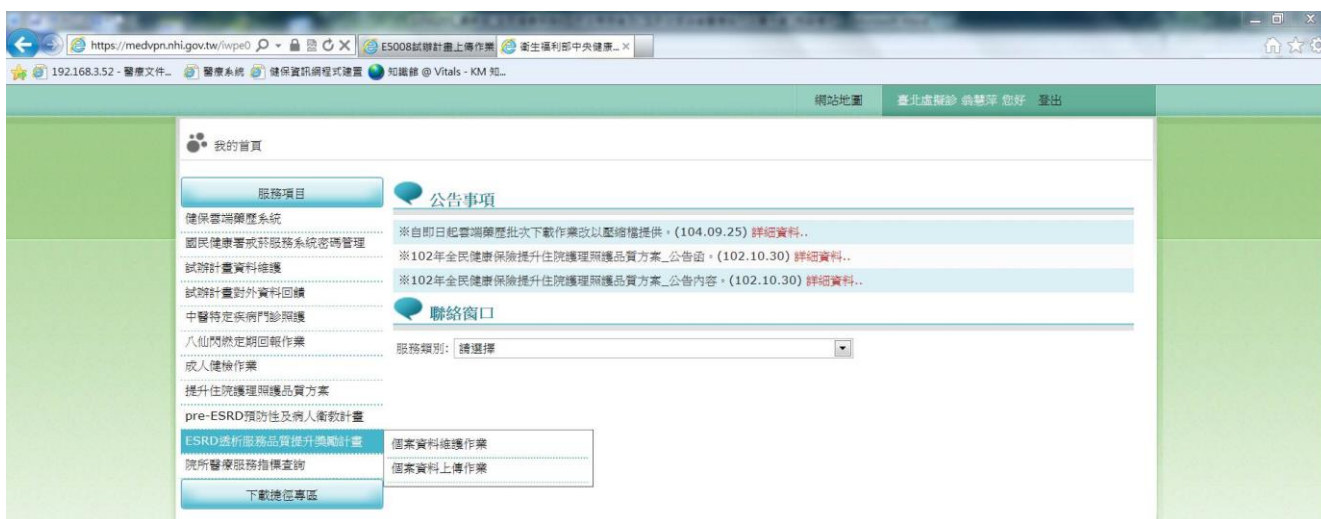 https://medvpn.nhi.gov.tw/iwpe0
E5008試辦計畫上傳作業
衛生福利部中央健康...
192.168.3.52 - 醫療文件...
醫療系統
健保資訊網程式建置
知識館 @ Vitals - KM 知...
網站地圖
臺北虛擬診 翁慧萍 您好
登出
我的首頁
服務項目
健保雲端藥歷系統
國民健康署戒菸服務系統密碼管理
試辦計畫資料維護
試辦計畫對外資料回饋
中醫特定疾病門診照護
八仙閃燃定期回報作業
成人健檢作業
提升住院護理照護品質方案
pre-ESRD預防性及病人衛教計畫
ESRD透析服務品質提升獎勵計畫
個案資料維護作業
個案資料上傳作業
院所醫療服務指標查詢
下載捷徑專區
公告事項
※自即日起雲端藥歷批次下載作業改以壓縮檔提供。(104.09.25) 詳細資料..
※102年全民健康保險提升住院護理照護品質方案_公告函。(102.10.30) 詳細資料..
※102年全民健康保險提升住院護理照護品質方案_公告內容。(102.10.30) 詳細資料..
聯絡窗口
服務類別: 請選擇